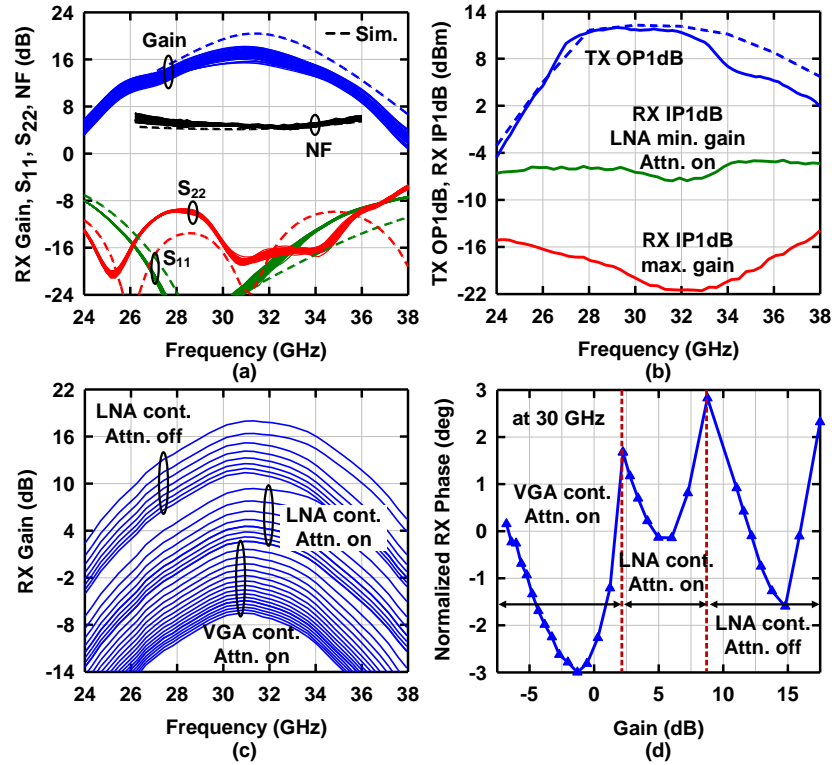 RX Gain, S11, S22, NF (dB)
24
16
8
0
-8
-16
-24
Gain
Sim.
NF
S22
S11
24 26 28 30 32 34 36 38
Frequency (GHz)
(a)
TX OP1dB, RX IP1dB (dBm)
14
8
2
-4
-10
-16
-22
TX OP1dB
RX IP1dB
LNA min. gain
Attn. on
RX IP1dB
max. gain
24 26 28 30 32 34 36 38
Frequency (GHz)
(b)
RX Gain (dB)
22
16
10
4
-2
-8
-14
LNA cont.
Attn. off
LNA cont.
Attn. on
VGA cont.
Attn. on
24 26 28 30 32 34 36 38
Frequency (GHz)
(c)
Normalized RX Phase (deg)
3
2
1
0
-1
-2
-3
at 30 GHz
VGA cont.
Attn. on
LNA cont.
Attn. on
LNA cont.
Attn. off
-5 0 5 10 15
Gain (dB)
(d)